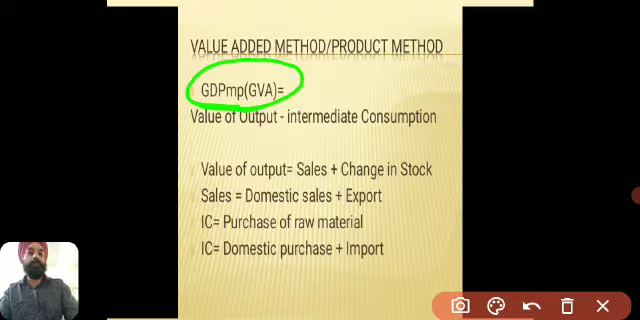 VALUE ADDED METHOD/PRODUCT METHOD
GDPmp(GVA)=
Value of Output - intermediate Consumption
Value of output= Sales + Change in Stock
Sales = Domestic sales + Export
IC= Purchase of raw material
IC= Domestic purchase + Import